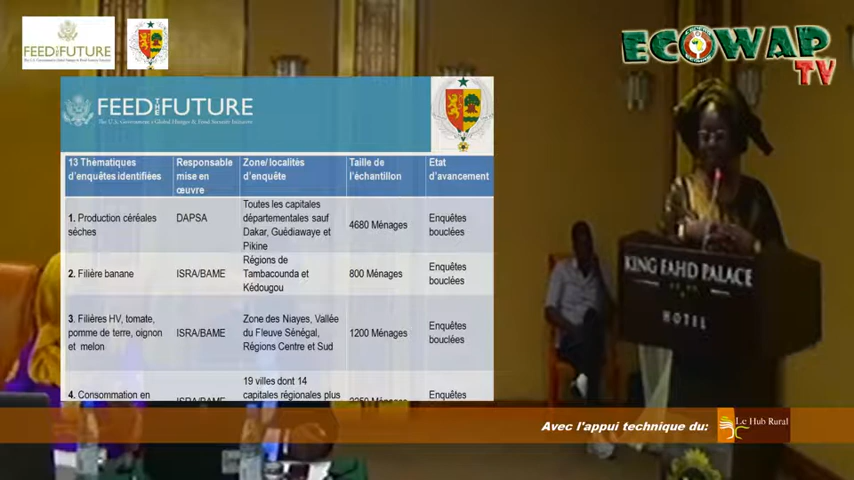 FEED THE FUTURE
The U.S. Government's Global Hunger & Food Security Initiative
ECOWAP
TV
FEED THE FUTURE
The U.S. Government's Global Hunger & Food Security Initiative
13 Thématiques d'enquêtes identifiées
Responsable mise en œuvre
Zone/ localités d'enquête
Taille de l'échantillon
Etat d'avancement
1. Production céréales sèches
DAPSA
Toutes les capitales départementales sauf Dakar, Guédiawaye et Pikine
4680 Ménages
Enquêtes bouclées
2. Filière banane
ISRA/BAME
Régions de Tambacounda et Kédougou
800 Ménages
Enquêtes bouclées
3. Filières HV, tomate, pomme de terre, oignon et melon
ISRA/BAME
Zone des Niayes, Vallée du Fleuve Sénégal, Régions Centre et Sud
1200 Ménages
Enquêtes bouclées
4. Consommation en
ISRA/BAME
19 villes dont 14 capitales régionales plus
Enquêtes
KING FAHD PALACE
HOTEL
Avec l'appui technique du:
Le Hub Rural